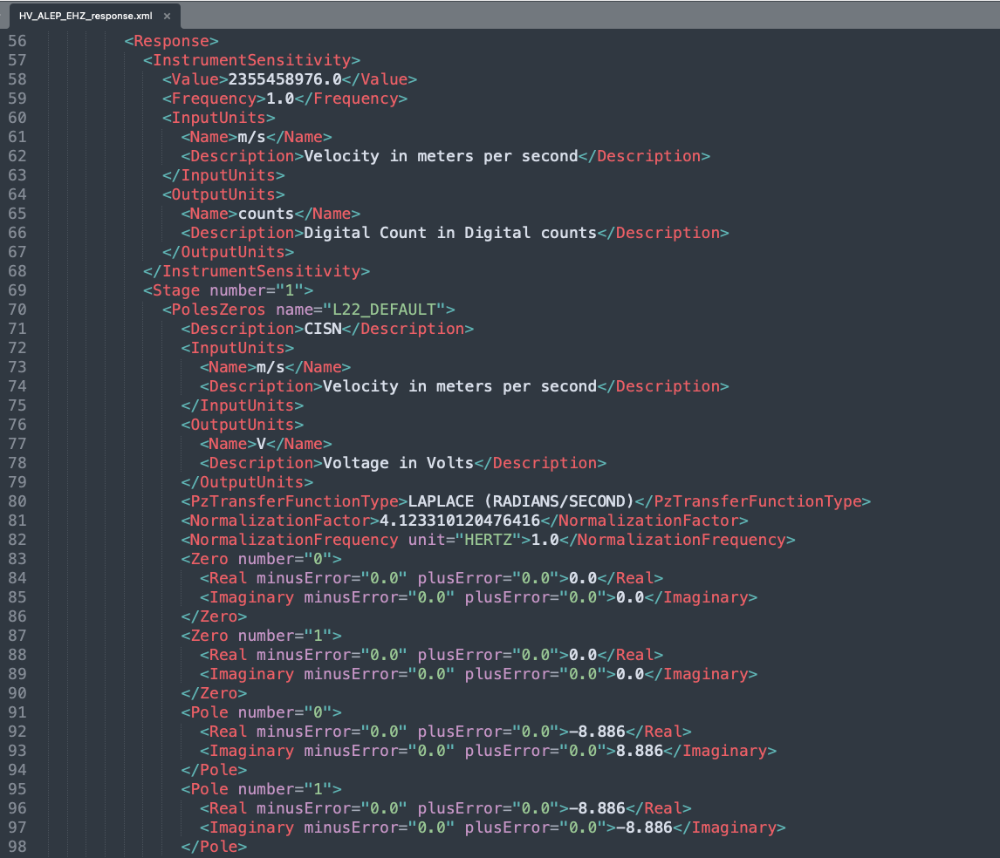 HV_ALEP_EHZ_response.xml ×
56 <Response>
57 <InstrumentSensitivity>
58 <Value>2355458976.0</Value>
59 <Frequency>1.0</Frequency>
60 <InputUnits>
61 <Name>m/s</Name>
62 <Description>Velocity in meters per second</Description>
63 </InputUnits>
64 <OutputUnits>
65 <Name>counts</Name>
66 <Description>Digital Count in Digital counts</Description>
67 </OutputUnits>
68 </InstrumentSensitivity>
69 <Stage number="1">
70 <PolesZeros name="L22_DEFAULT">
71 <Description>CISN</Description>
72 <InputUnits>
73 <Name>m/s</Name>
74 <Description>Velocity in meters per second</Description>
75 </InputUnits>
76 <OutputUnits>
77 <Name>V</Name>
78 <Description>Voltage in Volts</Description>
79 </OutputUnits>
80 <PzTransferFunctionType>LAPLACE (RADIANS/SECOND)</PzTransferFunctionType>
81 <NormalizationFactor>4.123310120476416</NormalizationFactor>
82 <NormalizationFrequency unit="HERTZ">1.0</NormalizationFrequency>
83 <Zero number="0">
84 <Real minusError="0.0" plusError="0.0">0.0</Real>
85 <Imaginary minusError="0.0" plusError="0.0">0.0</Imaginary>
86 </Zero>
87 <Zero number="1">
88 <Real minusError="0.0" plusError="0.0">0.0</Real>
89 <Imaginary minusError="0.0" plusError="0.0">0.0</Imaginary>
90 </Zero>
91 <Pole number="0">
92 <Real minusError="0.0" plusError="0.0">-8.886</Real>
93 <Imaginary minusError="0.0" plusError="0.0">8.886</Imaginary>
94 </Pole>
95 <Pole number="1">
96 <Real minusError="0.0" plusError="0.0">-8.886</Real>
97 <Imaginary minusError="0.0" plusError="0.0">-8.886</Imaginary>
98 </Pole>